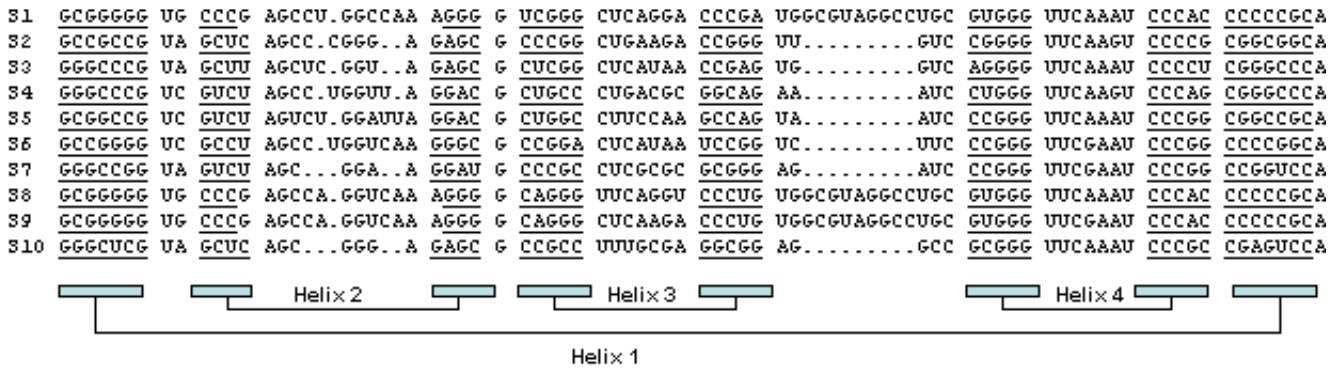 S1 GCGGGGG UG CCCG AGCCU.GGCCAA AGGG G UCGGG CUCAGGA CCCGA UGGCGUAGGCCUGC GUGGG UUCAAAU CCCAC CCCCCGCA
S2 GCCGCCG UA GCUC AGCC.CGGG..A GAGC G CCCGG CUGAAGA CCGGG UU.........GUC CGGGG UUCAAGU CCCCG CGGCGGCA
S3 GGGCCCG UA GCUU AGCUC.GGU..A GAGC G CUCGG CUCAUAA CCGAG UG.........GUC AGGGG UUCAAAU CCCCU CGGGCCCA
S4 GGGCCCG UC GUCU AGCC.UGGUU.A GGAC G CUGCC CUGACGC GGCAG AA.........AUC CUGGG UUCAAGU CCCAG CGGGCCCA
S5 GCGGCCG UC GUCU AGUCU.GGAUUA GGAC G CUGGC CUUCCAA GCCAG UA.........AUC CCGGG UUCAAAU CCCGG CGGCCGCA
S6 GCCGGGG UC GCCU AGCC.UGGUCAA GGGC G CCGGA CUCAUAA UCCGG UC.........UUC CCGGG UUCGAAU CCCGG CCCCGGCA
S7 GGGCCGG UA GUCU AGC...GGA..A GGAU G CCCGC CUCGCGC GCGGG AG.........AUC CCGGG UUCGAAU CCCGG CCGGUCCA
S8 GCGGGGG UG CCCG AGCCA.GGUCAA AGGG G CAGGG UUCAGGU CCCUG UGGCGUAGGCCUGC GUGGG UUCAAAU CCCAC CCCCCGCA
S9 GCGGGGG UG CCCG AGCCA.GGUCAA AGGG G CAGGG CUCAAGA CCCUG UGGCGUAGGCCUGC GUGGG UUCGAAU CCCAC CCCCCGCA
S10 GGGCUCG UA GCUC AGC...GGG..A GAGC G CCGCC UUUGCGA GGCGG AG.........GCC GCGGG UUCAAAU CCCGC CGAGUCCA
Helix 2 Helix 3 Helix 4
Helix 1